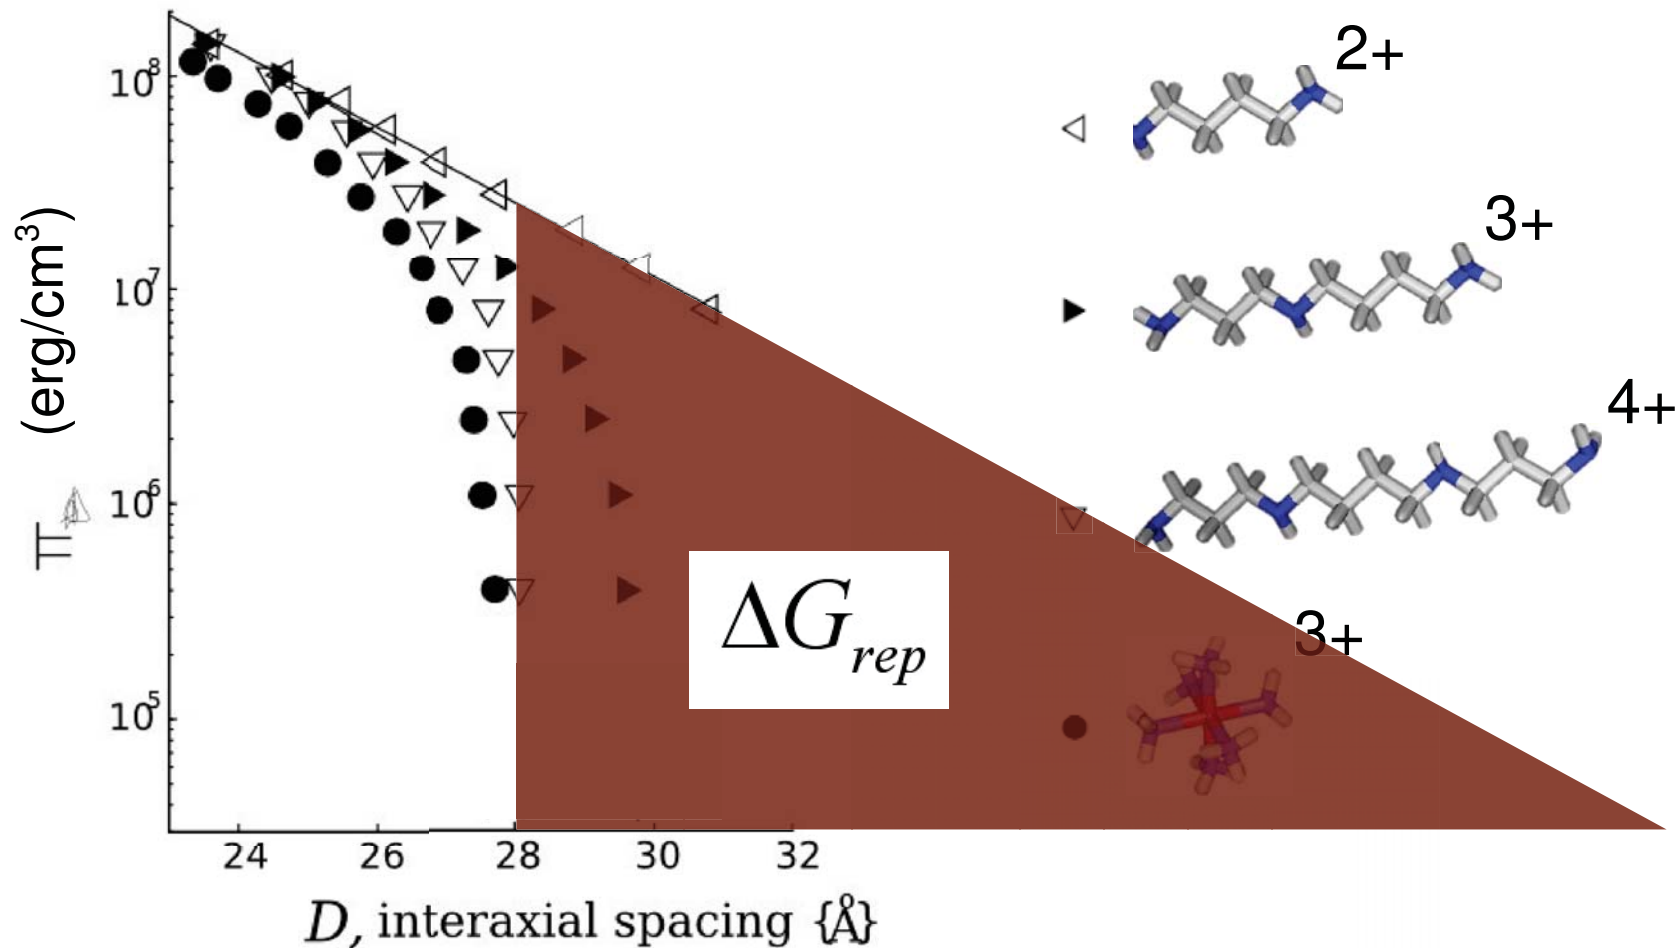 2+
10⁸
3+
(erg/cm³)
10⁷
4+
Π
10⁶
ΔG_rep
3+
10⁵
24 26 28 30 32
D, interaxial spacing {Å}